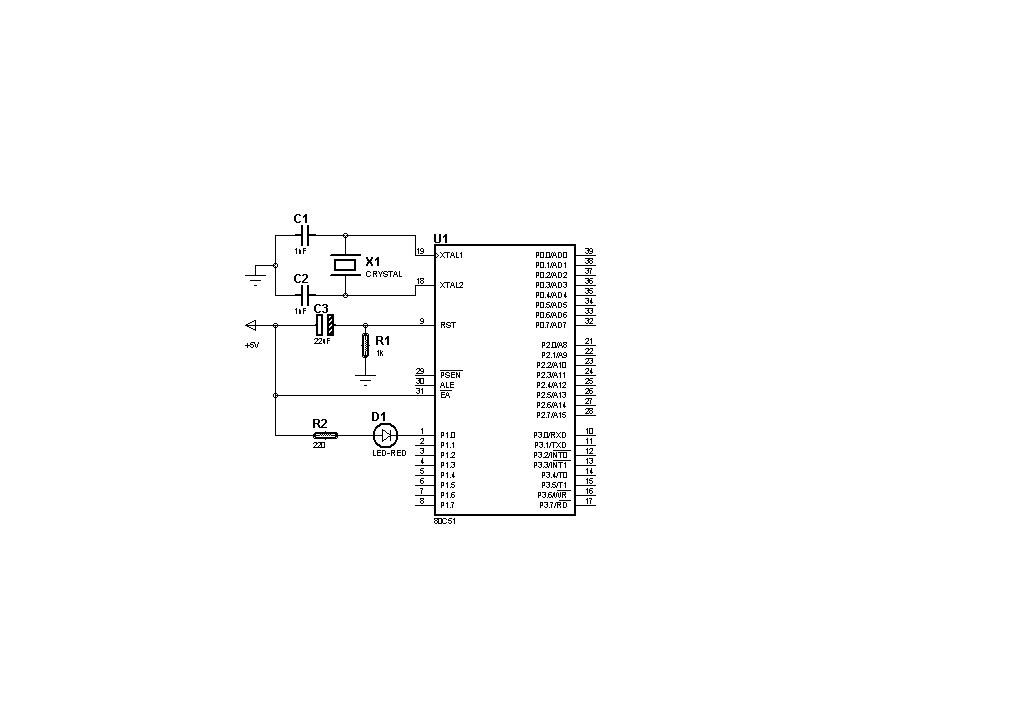 C1
1nF
X1
CRYSTAL
C2
1nF
C3
22uF
+5V
R1
1k
R2
220
D1
LED-RED
U1
19 XTAL1
18 XTAL2
9 RST
29 PSEN
30 ALE
31 EA
1 P1.0
2 P1.1
3 P1.2
4 P1.3
5 P1.4
6 P1.5
7 P1.6
8 P1.7
P0.0/AD0 39
P0.1/AD1 38
P0.2/AD2 37
P0.3/AD3 36
P0.4/AD4 35
P0.5/AD5 34
P0.6/AD6 33
P0.7/AD7 32
P2.0/A8 21
P2.1/A9 22
P2.2/A10 23
P2.3/A11 24
P2.4/A12 25
P2.5/A13 26
P2.6/A14 27
P2.7/A15 28
P3.0/RXD 10
P3.1/TXD 11
P3.2/INT0 12
P3.3/INT1 13
P3.4/T0 14
P3.5/T1 15
P3.6/WR 16
P3.7/RD 17
80C51